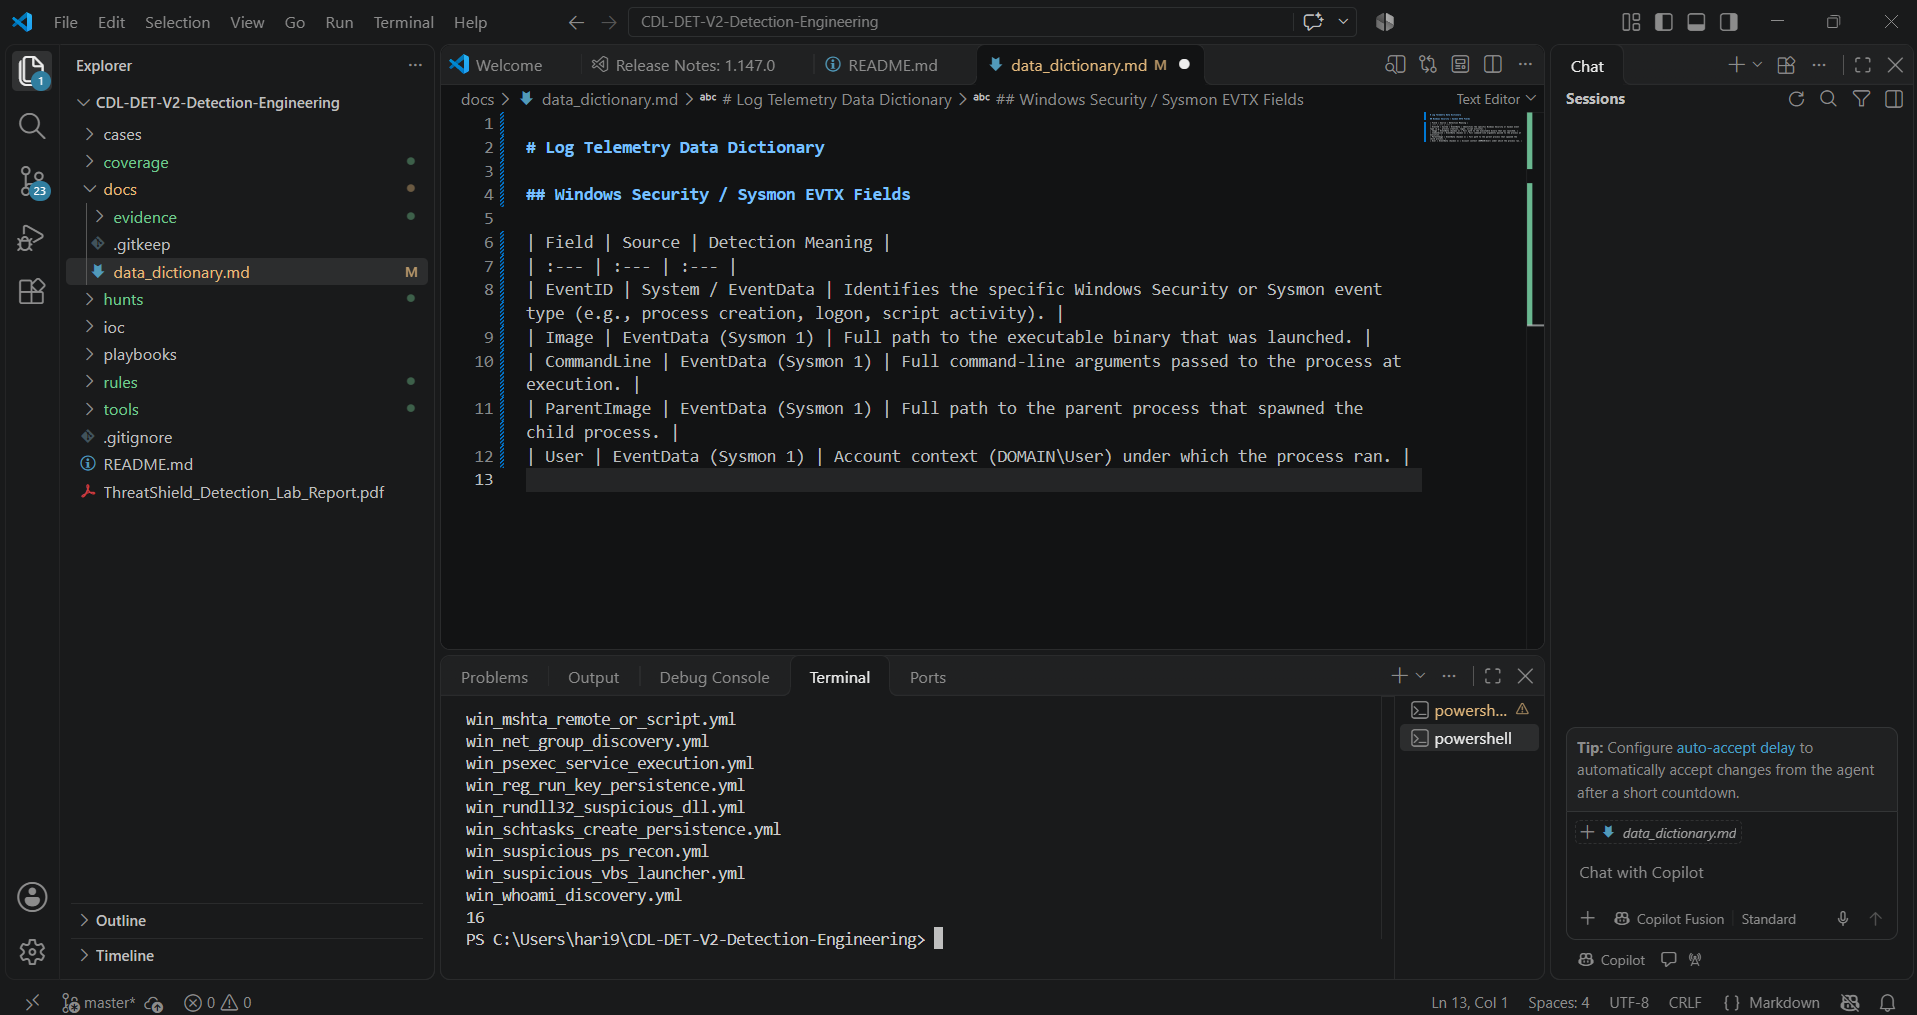 File Edit Selection View Go Run Terminal Help
CDL-DET-V2-Detection-Engineering
Explorer
CDL-DET-V2-Detection-Engineering
cases
coverage
docs
evidence
.gitkeep
data_dictionary.md M
hunts
ioc
playbooks
rules
tools
.gitignore
README.md
ThreatShield_Detection_Lab_Report.pdf
Outline
Timeline
1
23
Welcome
Release Notes: 1.147.0
README.md
data_dictionary.md M
docs > data_dictionary.md > abc # Log Telemetry Data Dictionary > abc ## Windows Security / Sysmon EVTX Fields
Text Editor
1
2 # Log Telemetry Data Dictionary
3
4 ## Windows Security / Sysmon EVTX Fields
5
6 | Field | Source | Detection Meaning |
7 | :--- | :--- | :--- |
8 | EventID | System / EventData | Identifies the specific Windows Security or Sysmon event
type (e.g., process creation, logon, script activity). |
9 | Image | EventData (Sysmon 1) | Full path to the executable binary that was launched. |
10 | CommandLine | EventData (Sysmon 1) | Full command-line arguments passed to the process at
execution. |
11 | ParentImage | EventData (Sysmon 1) | Full path to the parent process that spawned the
child process. |
12 | User | EventData (Sysmon 1) | Account context (DOMAIN\User) under which the process ran. |
13
Problems Output Debug Console Terminal Ports
win_mshta_remote_or_script.yml
win_net_group_discovery.yml
win_psexec_service_execution.yml
win_reg_run_key_persistence.yml
win_rundll32_suspicious_dll.yml
win_schtasks_create_persistence.yml
win_suspicious_ps_recon.yml
win_suspicious_vbs_launcher.yml
win_whoami_discovery.yml
16
PS C:\Users\hari9\CDL-DET-V2-Detection-Engineering>
powersh...
powershell
Chat
Sessions
Tip: Configure auto-accept delay to
automatically accept changes from the agent
after a short countdown.
data_dictionary.md
Chat with Copilot
Copilot Fusion Standard
Copilot
master* 0 0
Ln 13, Col 1 Spaces: 4 UTF-8 CRLF { } Markdown